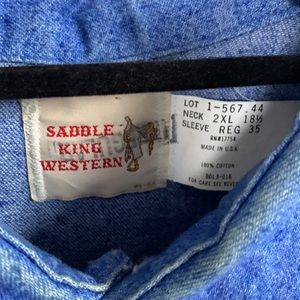 SADDLE
KING
WESTERN
LOT 1-567.44
NECK 2XL 18½
SLEEVE REG 35
RN#17754
MADE IN U.S.A.
100% COTTON
FOR CARE SEE REVERSE